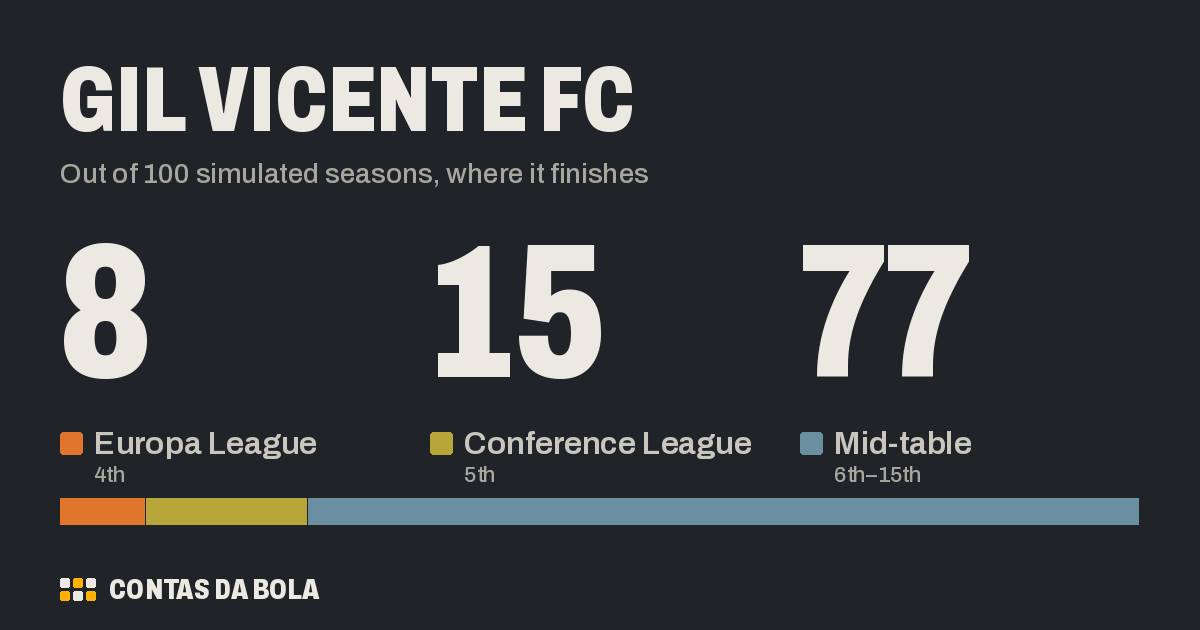 GIL VICENTE FC
Out of 100 simulated seasons, where it finishes
8 15 77
Europa League Conference League Mid-table
4th 5th 6th–15th
CONTAS DA BOLA